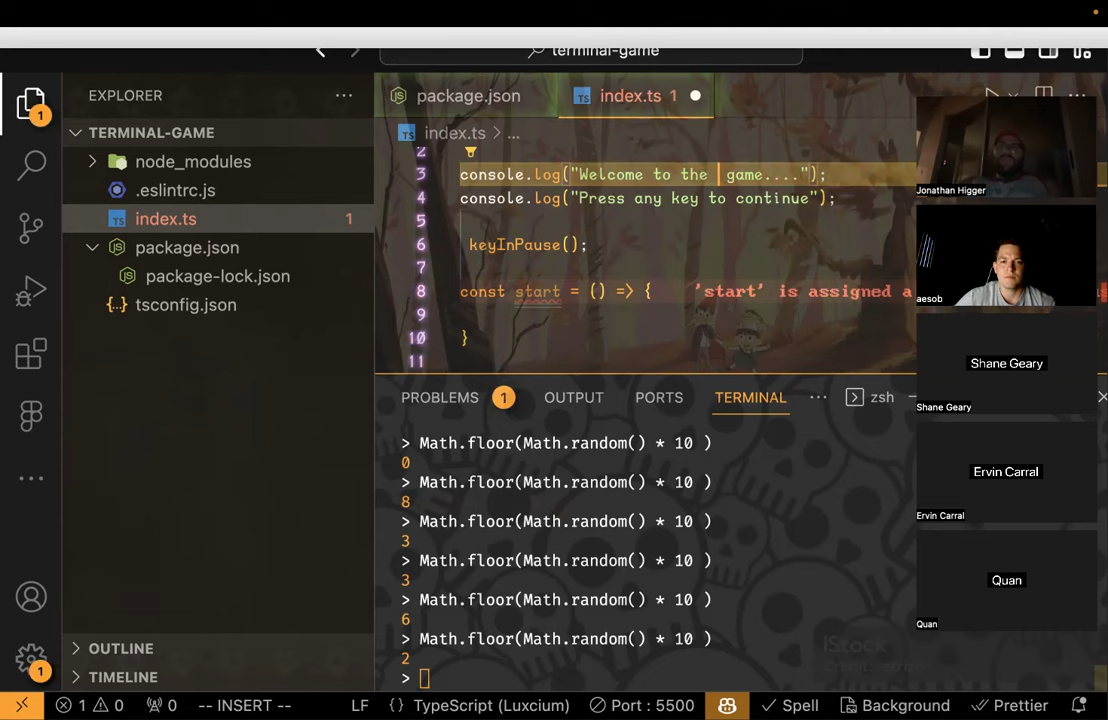 terminal-game
EXPLORER
package.json
index.ts 1
TERMINAL-GAME
index.ts > ...
node_modules
.eslintrc.js
index.ts 1
package.json
package-lock.json
tsconfig.json
OUTLINE
TIMELINE
2
3 console.log("Welcome to the game....");
4 console.log("Press any key to continue");
5
6 keyInPause();
7
8 const start = () => { 'start' is assigned a
9
10 }
11
PROBLEMS 1 OUTPUT PORTS TERMINAL zsh
> Math.floor(Math.random() * 10 )
0
> Math.floor(Math.random() * 10 )
8
> Math.floor(Math.random() * 10 )
3
> Math.floor(Math.random() * 10 )
3
> Math.floor(Math.random() * 10 )
6
> Math.floor(Math.random() * 10 )
2
>
iStock
Jonathan Higger
aesob
Shane Geary
Shane Geary
Ervin Carral
Ervin Carral
Quan
Quan
1
1
1 0 0 -- INSERT -- LF {} TypeScript (Luxcium) Port : 5500 Spell Background Prettier